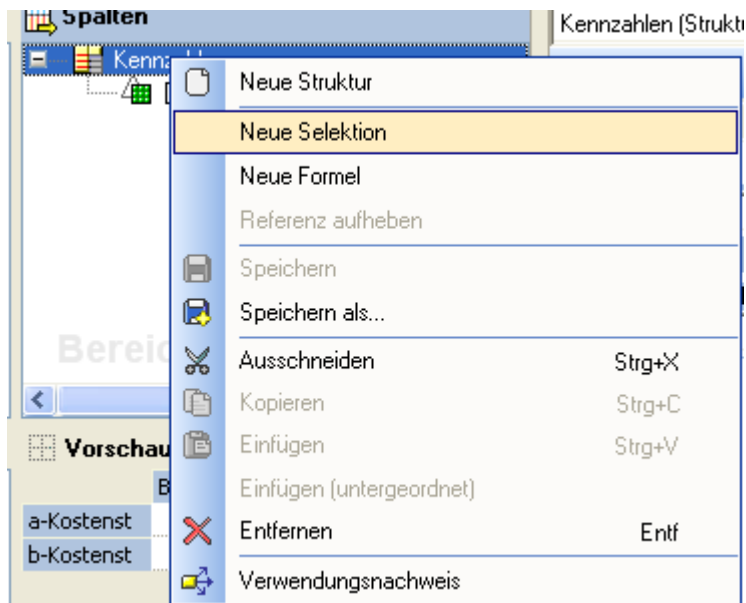 Spalten
Kennzahlen (Strukt
Neue Struktur
Neue Selektion
Neue Formel
Referenz aufheben
Speichern
Speichern als...
Ausschneiden Strg+X
Kopieren Strg+C
Einfügen Strg+V
Einfügen (untergeordnet)
Entfernen Entf
Verwendungsnachweis
Vorschau
a-Kostenst
b-Kostenst